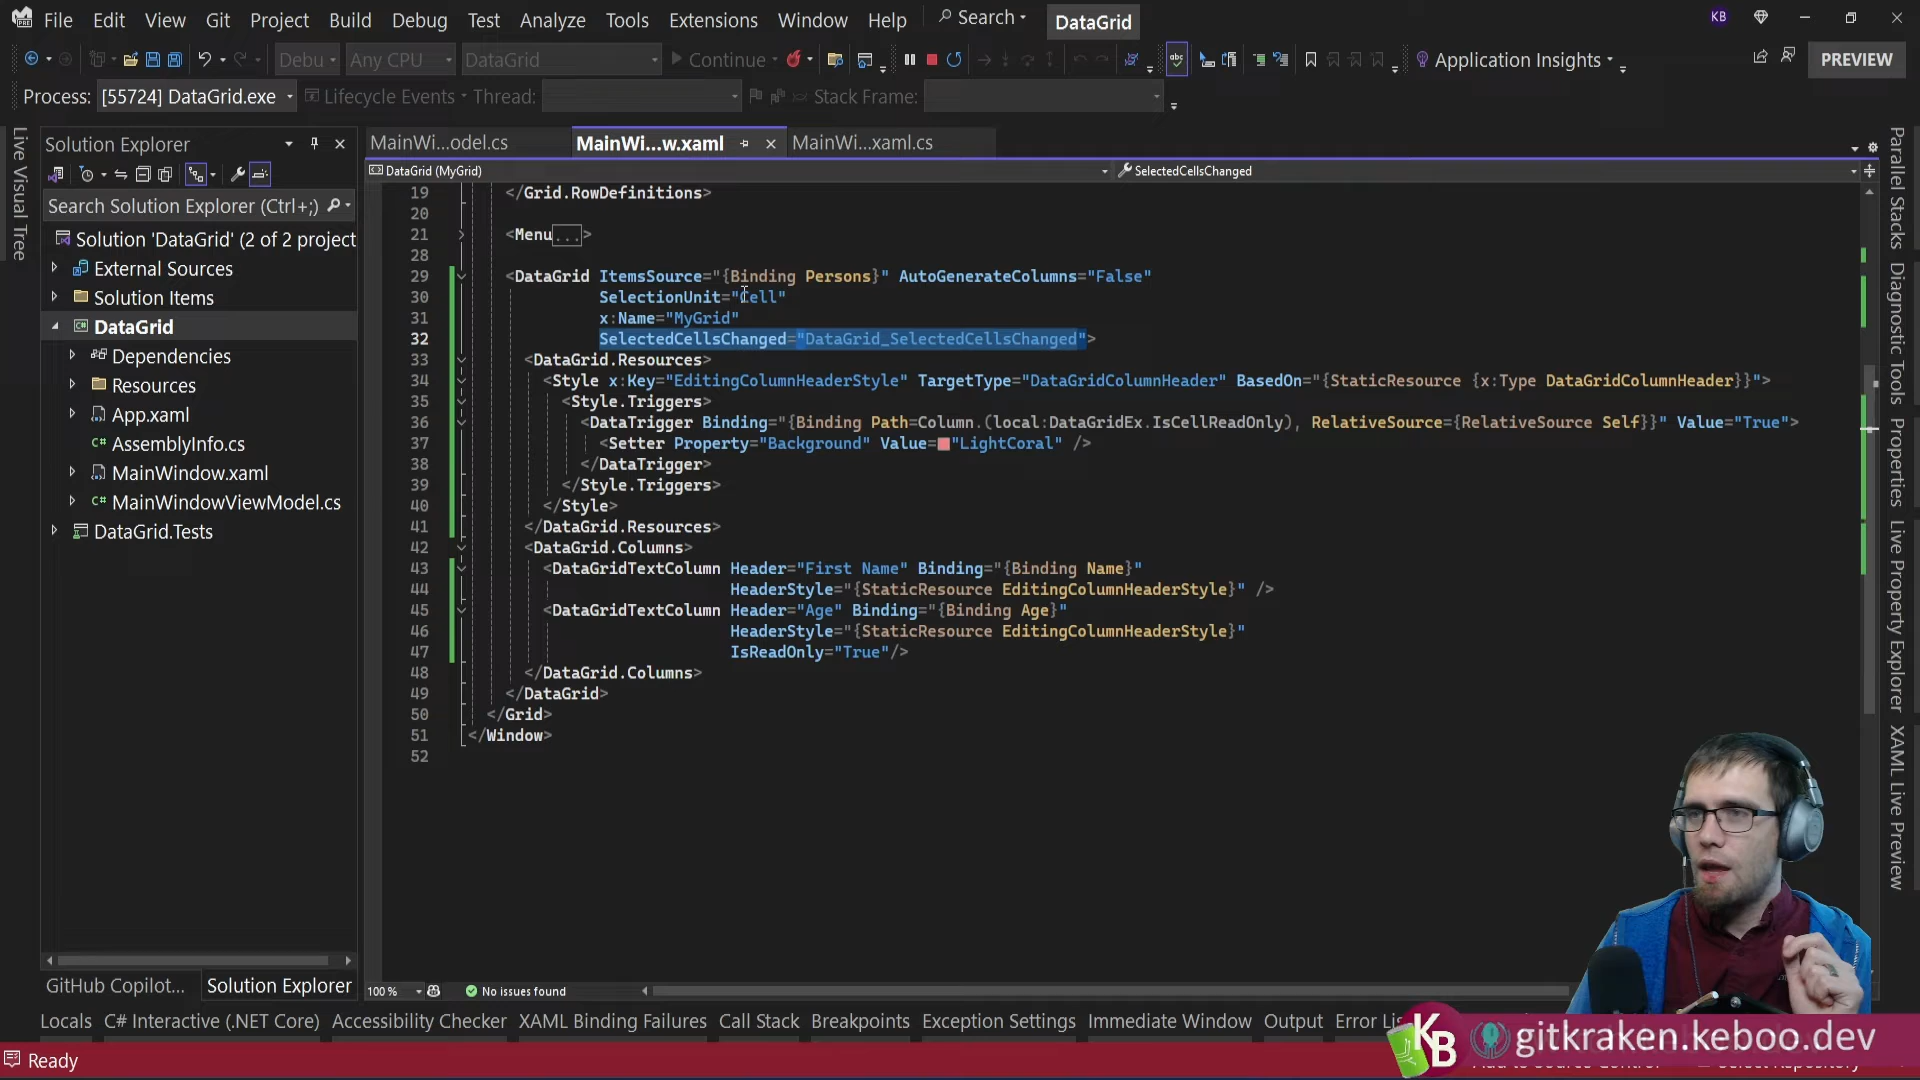 File Edit View Git Project Build Debug Test Analyze Tools Extensions Window Help Search DataGrid KB
Debug Any CPU DataGrid Continue Application Insights PREVIEW
Process: [55724] DataGrid.exe Lifecycle Events Thread: Stack Frame:
Live Visual Tree
Solution Explorer
Search Solution Explorer (Ctrl+;)
Solution 'DataGrid' (2 of 2 project
External Sources
Solution Items
DataGrid
Dependencies
Resources
App.xaml
AssemblyInfo.cs
MainWindow.xaml
MainWindowViewModel.cs
DataGrid.Tests
GitHub Copilot... Solution Explorer
MainWi...odel.cs MainWi...w.xaml MainWi...xaml.cs
DataGrid (MyGrid) SelectedCellsChanged
19 </Grid.RowDefinitions>
20
21 <Menu...>
28
29 <DataGrid ItemsSource="{Binding Persons}" AutoGenerateColumns="False"
30 SelectionUnit="Cell"
31 x:Name="MyGrid"
32 SelectedCellsChanged="DataGrid_SelectedCellsChanged">
33 <DataGrid.Resources>
34 <Style x:Key="EditingColumnHeaderStyle" TargetType="DataGridColumnHeader" BasedOn="{StaticResource {x:Type DataGridColumnHeader}}">
35 <Style.Triggers>
36 <DataTrigger Binding="{Binding Path=Column.(local:DataGridEx.IsCellReadOnly), RelativeSource={RelativeSource Self}}" Value="True">
37 <Setter Property="Background" Value="LightCoral" />
38 </DataTrigger>
39 </Style.Triggers>
40 </Style>
41 </DataGrid.Resources>
42 <DataGrid.Columns>
43 <DataGridTextColumn Header="First Name" Binding="{Binding Name}"
44 HeaderStyle="{StaticResource EditingColumnHeaderStyle}" />
45 <DataGridTextColumn Header="Age" Binding="{Binding Age}"
46 HeaderStyle="{StaticResource EditingColumnHeaderStyle}"
47 IsReadOnly="True"/>
48 </DataGrid.Columns>
49 </DataGrid>
50 </Grid>
51 </Window>
52
100 % No issues found
Parallel Stacks
Diagnostic Tools
Properties
Live Property Explorer
XAML Live Preview
Locals C# Interactive (.NET Core) Accessibility Checker XAML Binding Failures Call Stack Breakpoints Exception Settings Immediate Window Output Error Li
KB gitkraken.keboo.dev
Ready